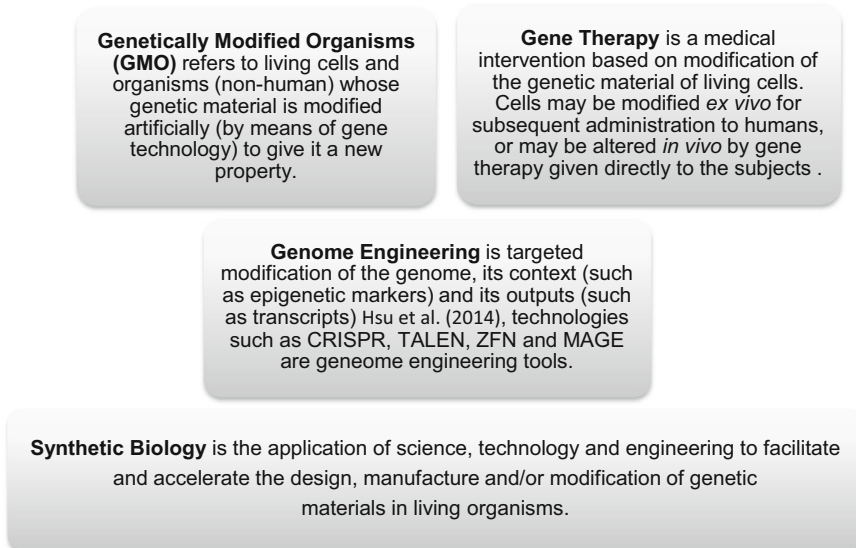 Genetically Modified Organisms
(GMO) refers to living cells and
organisms (non-human) whose
genetic material is modified
artificially (by means of gene
technology) to give it a new
property.
Gene Therapy is a medical
intervention based on modification of
the genetic material of living cells.
Cells may be modified ex vivo for
subsequent administration to humans,
or may be altered in vivo by gene
therapy given directly to the subjects .
Genome Engineering is targeted
modification of the genome, its context (such
as epigenetic markers) and its outputs (such
as transcripts) Hsu et al. (2014), technologies
such as CRISPR, TALEN, ZFN and MAGE
are geneome engineering tools.
Synthetic Biology is the application of science, technology and engineering to facilitate
and accelerate the design, manufacture and/or modification of genetic
materials in living organisms.